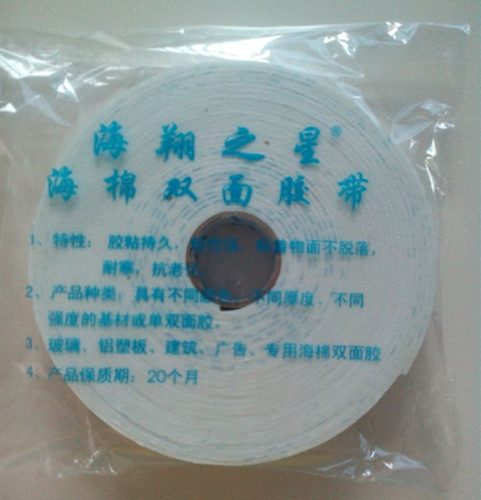 海翔之星®
海棉双面胶带
1、特性：胶粘持久，粘着物面不脱落，
耐寒，抗老化。
2、产品种类：具有不同、不同厚度、不同
强度的基材或单双面胶。
3、玻璃、铝塑板、建筑、广告、专用海棉双面胶
4、产品保质期：20个月